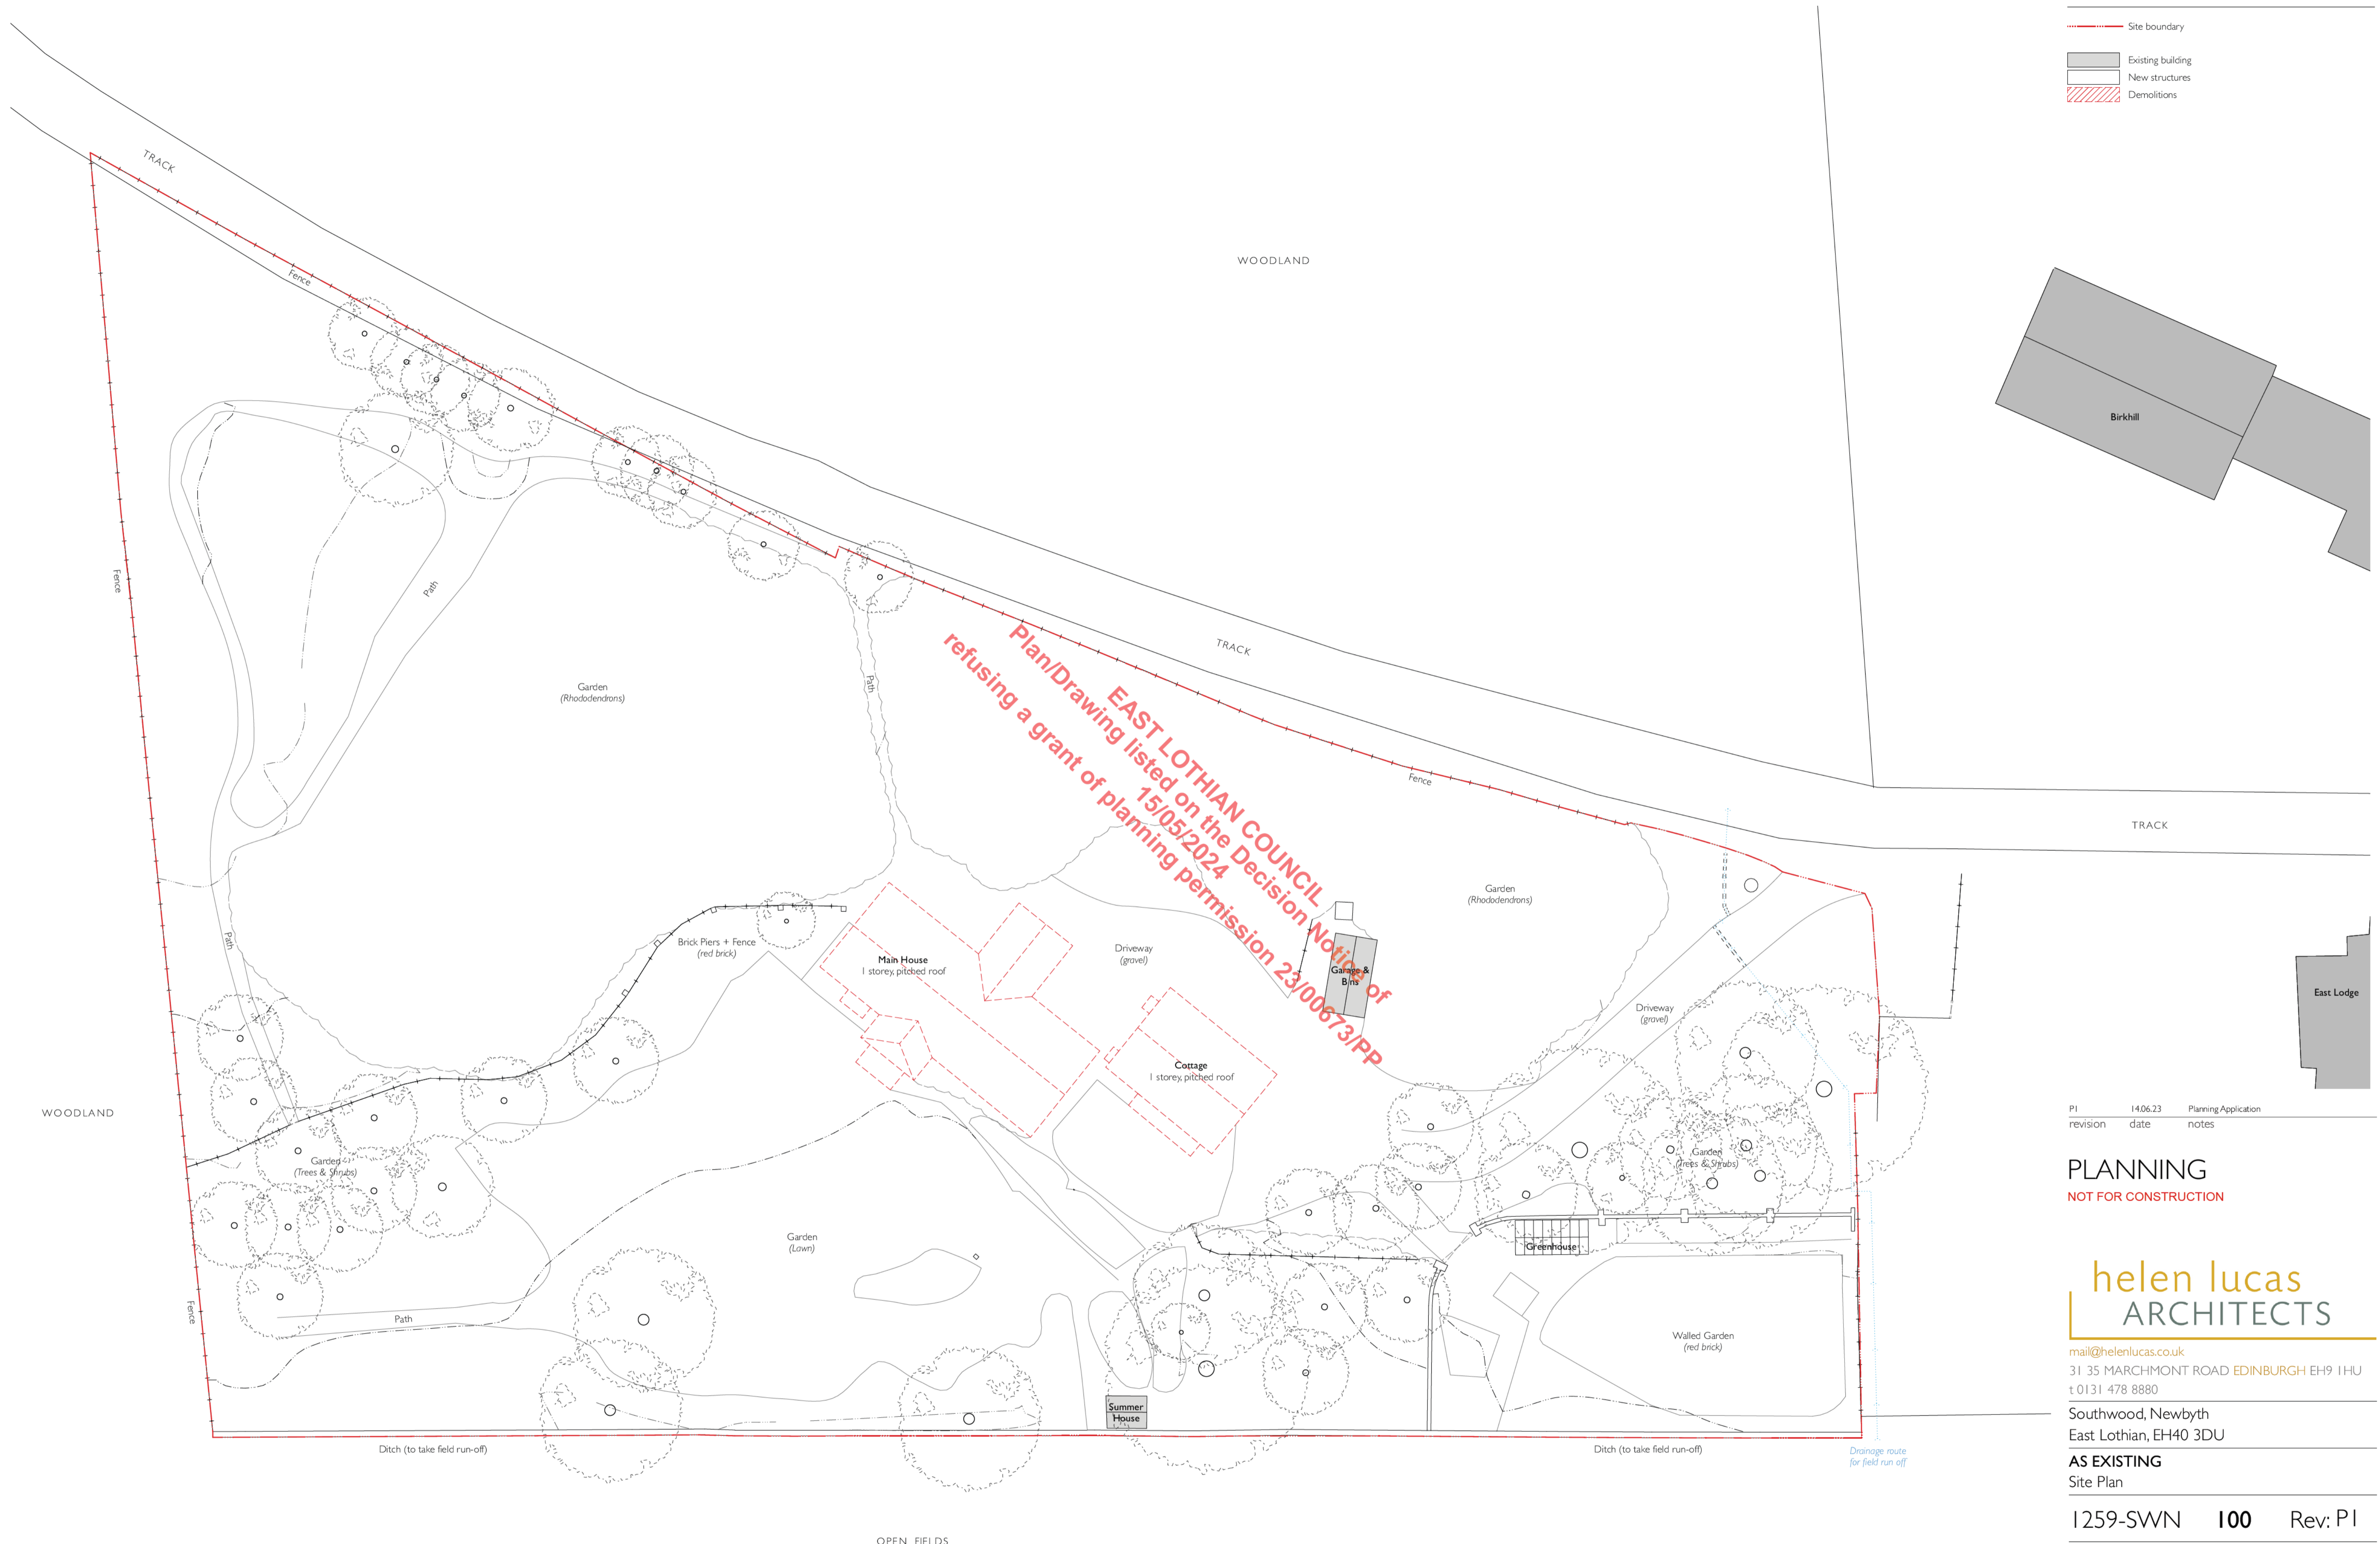 Site boundary
Existing building
New structures
Demolitions
TRACK
WOODLAND
Fence
Birkhill
Fence
Path
TRACK
Garden
(Rhododendrons)
Path
EAST LOTHIAN COUNCIL
Plan/Drawing listed on the Decision Notice of
15/05/2024
refusing a grant of planning permission 23/00673/PP
Fence
TRACK
Garden
(Rhododendrons)
Path
Brick Piers + Fence
(red brick)
Main House
1 storey, pitched roof
Driveway
(gravel)
Garage &
Bins
Driveway
(gravel)
East Lodge
Cottage
1 storey, pitched roof
WOODLAND
Garden
(Trees & Shrubs)
Garden
(Trees & Shrubs)
Garden
(Lawn)
Greenhouse
Fence
Path
Walled Garden
(red brick)
Summer
House
Ditch (to take field run-off)
Ditch (to take field run-off)
Drainage route
for field run off
OPEN FIELDS
P1 14.06.23 Planning Application
revision date notes
PLANNING
NOT FOR CONSTRUCTION
helen lucas
ARCHITECTS
mail@helenlucas.co.uk
31 35 MARCHMONT ROAD EDINBURGH EH9 1HU
t 0131 478 8880
Southwood, Newbyth
East Lothian, EH40 3DU
AS EXISTING
Site Plan
1259-SWN 100 Rev: P1